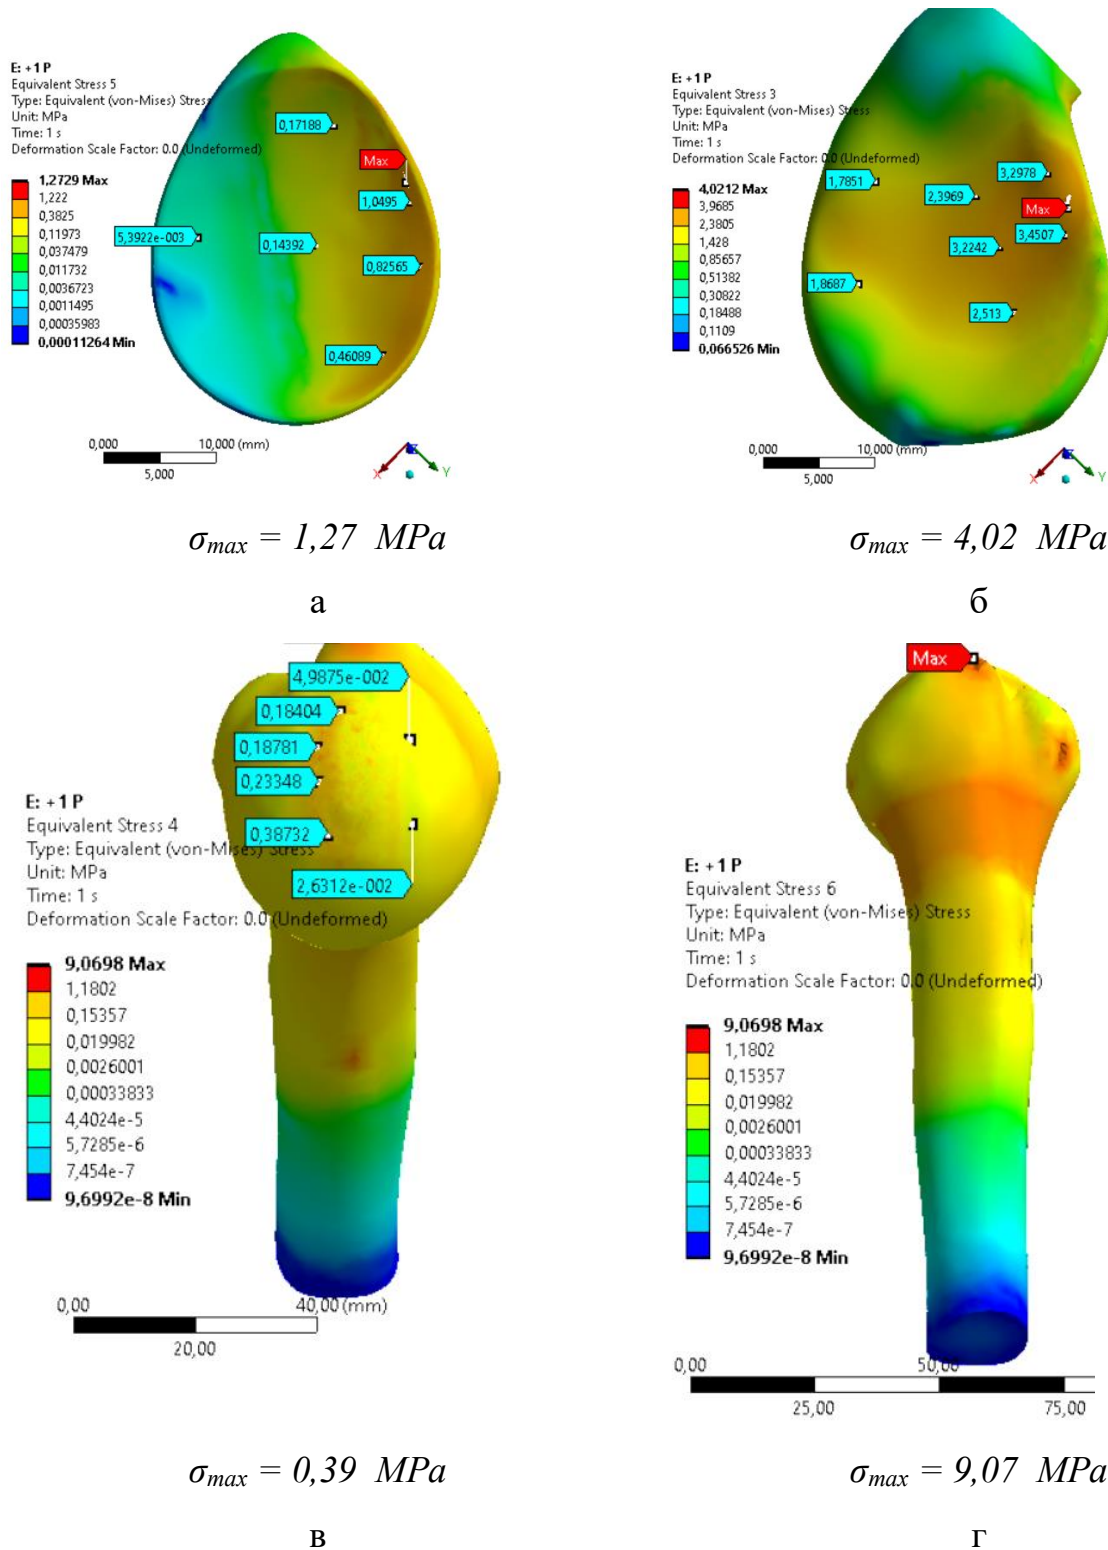 E: +1 P
Equivalent Stress 5
Type: Equivalent (von-Mises) Stress
Unit: MPa
Time: 1 s
Deformation Scale Factor: 0.0 (Undeformed)
1,2729 Max
1,222
0,3825
0,11973
0,037479
0,011732
0,0036723
0,0011495
0,00035983
0,00011264 Min
0,17188
Max
1,0495
5,3922e-003
0,14392
0,82565
0,46089
0,000
10,000 (mm)
5,000
X
Z
Y
σmax = 1,27 MPa
а
E: +1 P
Equivalent Stress 3
Type: Equivalent (von-Mises) Stress
Unit: MPa
Time: 1 s
Deformation Scale Factor: 0.0 (Undeformed)
4,0212 Max
3,9685
2,3805
1,428
0,85657
0,51382
0,30822
0,18488
0,1109
0,066526 Min
1,7851
3,2978
2,3969
Max
3,4507
3,2242
1,8687
2,513
0,000
10,000 (mm)
5,000
X
Z
Y
σmax = 4,02 MPa
б
E: +1 P
Equivalent Stress 4
Type: Equivalent (von-Mises) Stress
Unit: MPa
Time: 1 s
Deformation Scale Factor: 0.0 (Undeformed)
9,0698 Max
1,1802
0,15357
0,019982
0,0026001
0,00033833
4,4024e-5
5,7285e-6
7,454e-7
9,6992e-8 Min
4,9875e-002
0,18404
0,18781
0,23348
0,38732
2,6312e-002
0,00
40,00 (mm)
20,00
σmax = 0,39 MPa
в
Max
E: +1 P
Equivalent Stress 6
Type: Equivalent (von-Mises) Stress
Unit: MPa
Time: 1 s
Deformation Scale Factor: 0.0 (Undeformed)
9,0698 Max
1,1802
0,15357
0,019982
0,0026001
0,00033833
4,4024e-5
5,7285e-6
7,454e-7
9,6992e-8 Min
0,00
50,00
25,00
75,00
σmax = 9,07 MPa
г